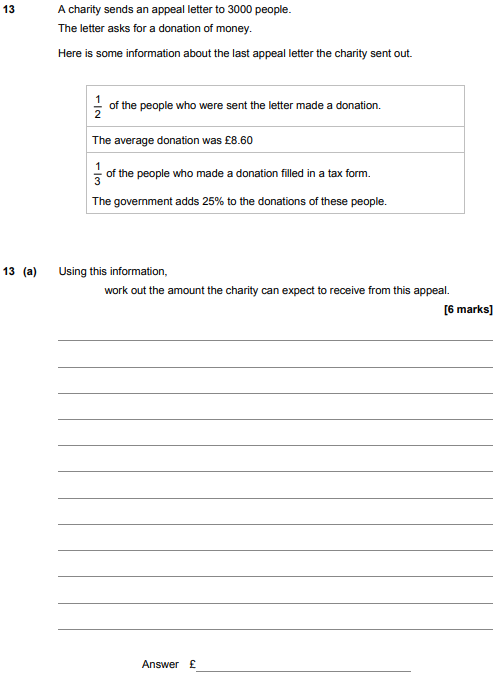 13 A charity sends an appeal letter to 3000 people.
The letter asks for a donation of money.
Here is some information about the last appeal letter the charity sent out.
1/2 of the people who were sent the letter made a donation.
The average donation was £8.60
1/3 of the people who made a donation filled in a tax form.
The government adds 25% to the donations of these people.
13 (a) Using this information,
work out the amount the charity can expect to receive from this appeal.
[6 marks]
Answer £